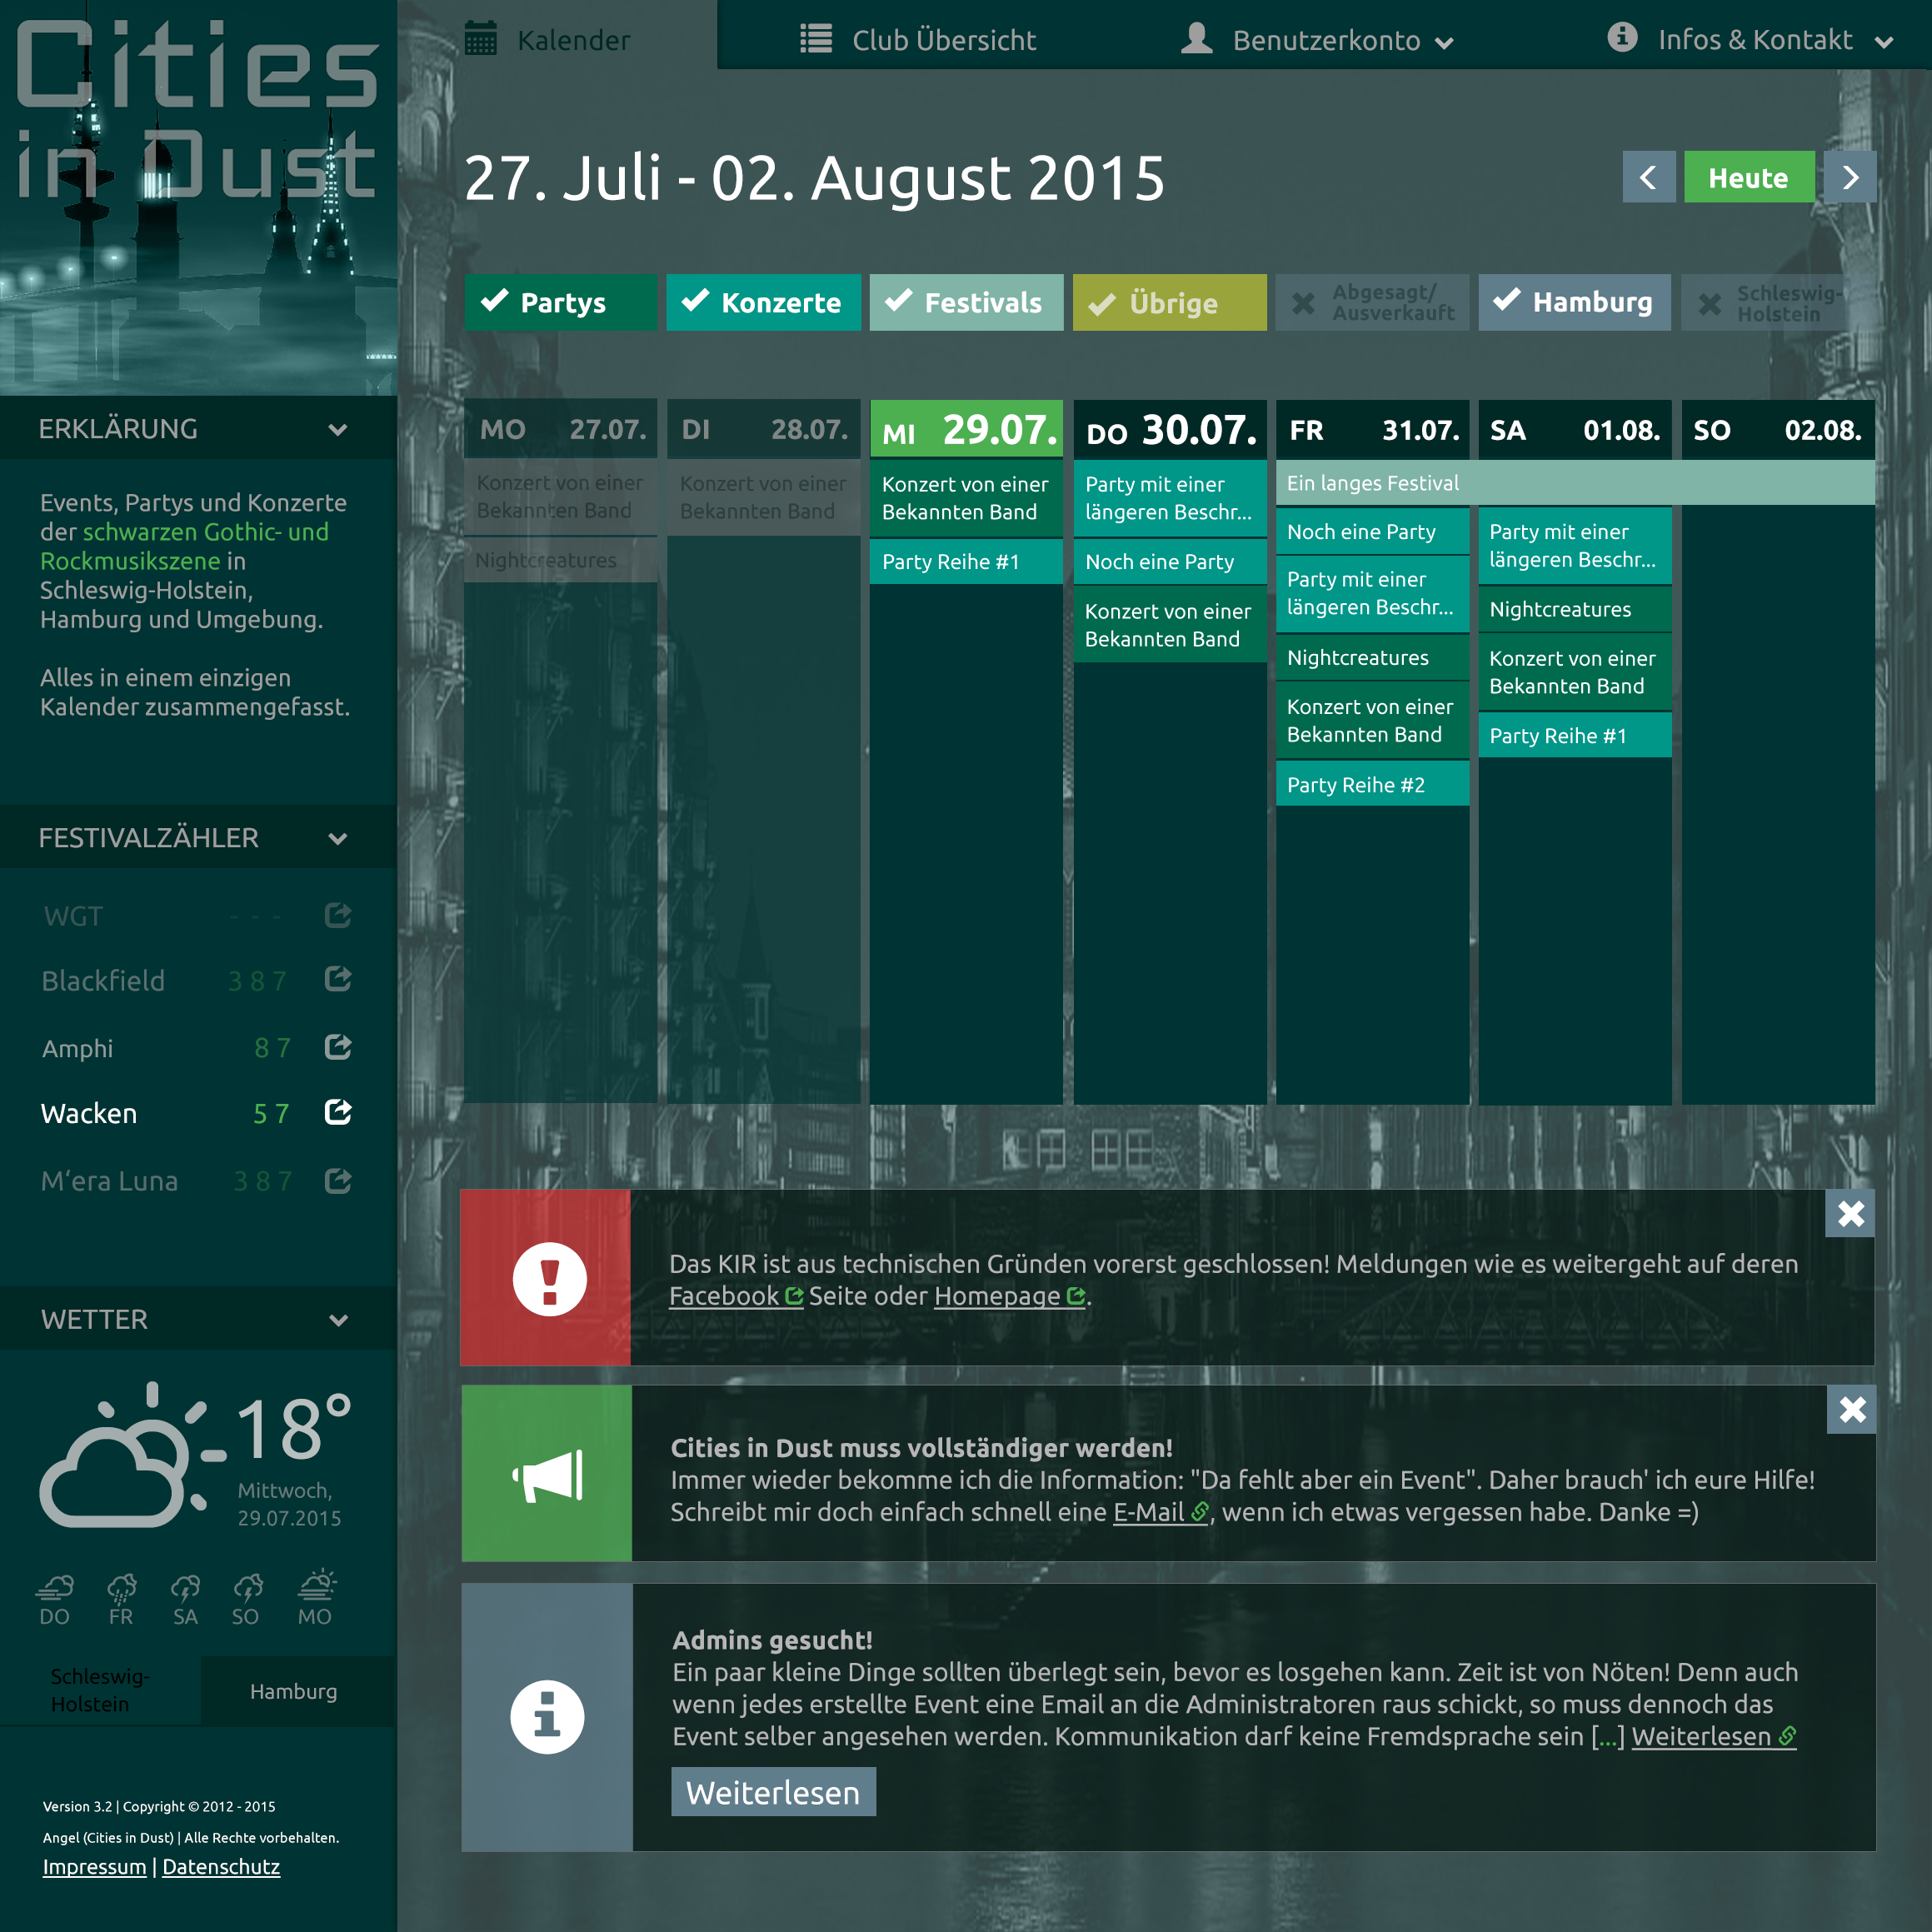 Cities
in Dust
Kalender
Club Übersicht
Benutzerkonto
Infos & Kontakt
27. Juli - 02. August 2015
Heute
Partys
Konzerte
Festivals
Übrige
Abgesagt/
Ausverkauft
Hamburg
Schleswig-
Holstein
MO 27.07.
Konzert von einer
Bekannten Band
Nightcreatures
DI 28.07.
Konzert von einer
Bekannten Band
MI 29.07.
Konzert von einer
Bekannten Band
Party Reihe #1
DO 30.07.
Party mit einer
längeren Beschr...
Noch eine Party
Konzert von einer
Bekannten Band
FR 31.07.
SA 01.08.
SO 02.08.
Ein langes Festival
Noch eine Party
Party mit einer
längeren Beschr...
Nightcreatures
Konzert von einer
Bekannten Band
Party Reihe #2
Party mit einer
längeren Beschr...
Nightcreatures
Konzert von einer
Bekannten Band
Party Reihe #1
ERKLÄRUNG
Events, Partys und Konzerte
der schwarzen Gothic- und
Rockmusikszene in
Schleswig-Holstein,
Hamburg und Umgebung.
Alles in einem einzigen
Kalender zusammengefasst.
FESTIVALZÄHLER
WGT - - -
Blackfield 387
Amphi 87
Wacken 57
M‘era Luna 387
WETTER
18°
Mittwoch,
29.07.2015
DO FR SA SO MO
Schleswig-
Holstein
Hamburg
Version 3.2 | Copyright © 2012 - 2015
Angel (Cities in Dust) | Alle Rechte vorbehalten.
Impressum | Datenschutz
Das KIR ist aus technischen Gründen vorerst geschlossen! Meldungen wie es weitergeht auf deren
Facebook Seite oder Homepage.
Cities in Dust muss vollständiger werden!
Immer wieder bekomme ich die Information: "Da fehlt aber ein Event". Daher brauch' ich eure Hilfe!
Schreibt mir doch einfach schnell eine E-Mail, wenn ich etwas vergessen habe. Danke =)
Admins gesucht!
Ein paar kleine Dinge sollten überlegt sein, bevor es losgehen kann. Zeit ist von Nöten! Denn auch
wenn jedes erstellte Event eine Email an die Administratoren raus schickt, so muss dennoch das
Event selber angesehen werden. Kommunikation darf keine Fremdsprache sein [...] Weiterlesen
Weiterlesen